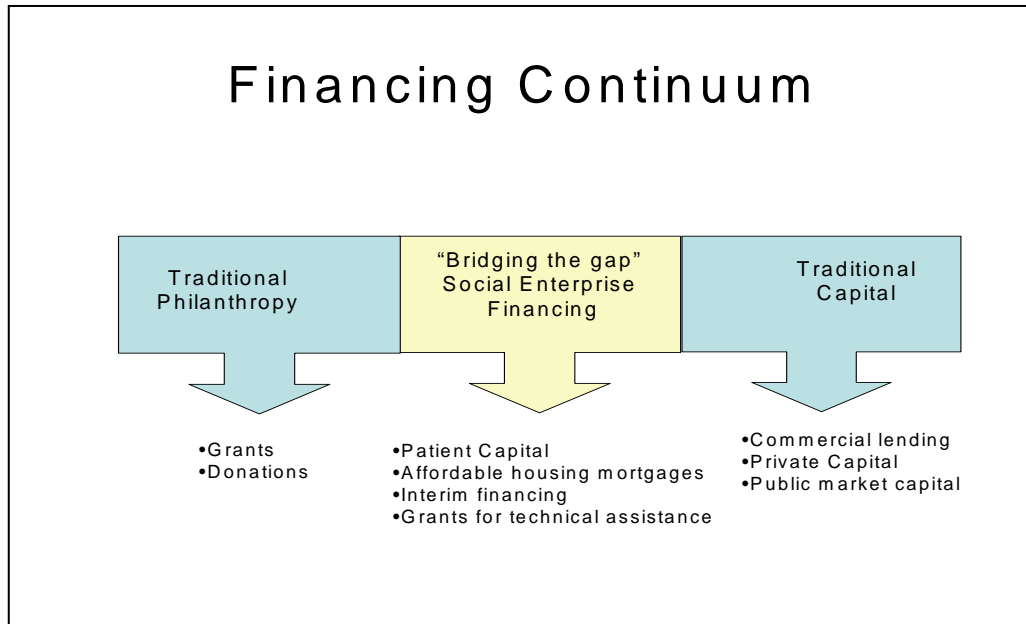 Financing Continuum
Traditional
Philanthropy
“Bridging the gap”
Social Enterprise
Financing
Traditional
Capital
•Grants
•Donations
•Patient Capital
•Affordable housing mortgages
•Interim financing
•Grants for technical assistance
•Commercial lending
•Private Capital
•Public market capital